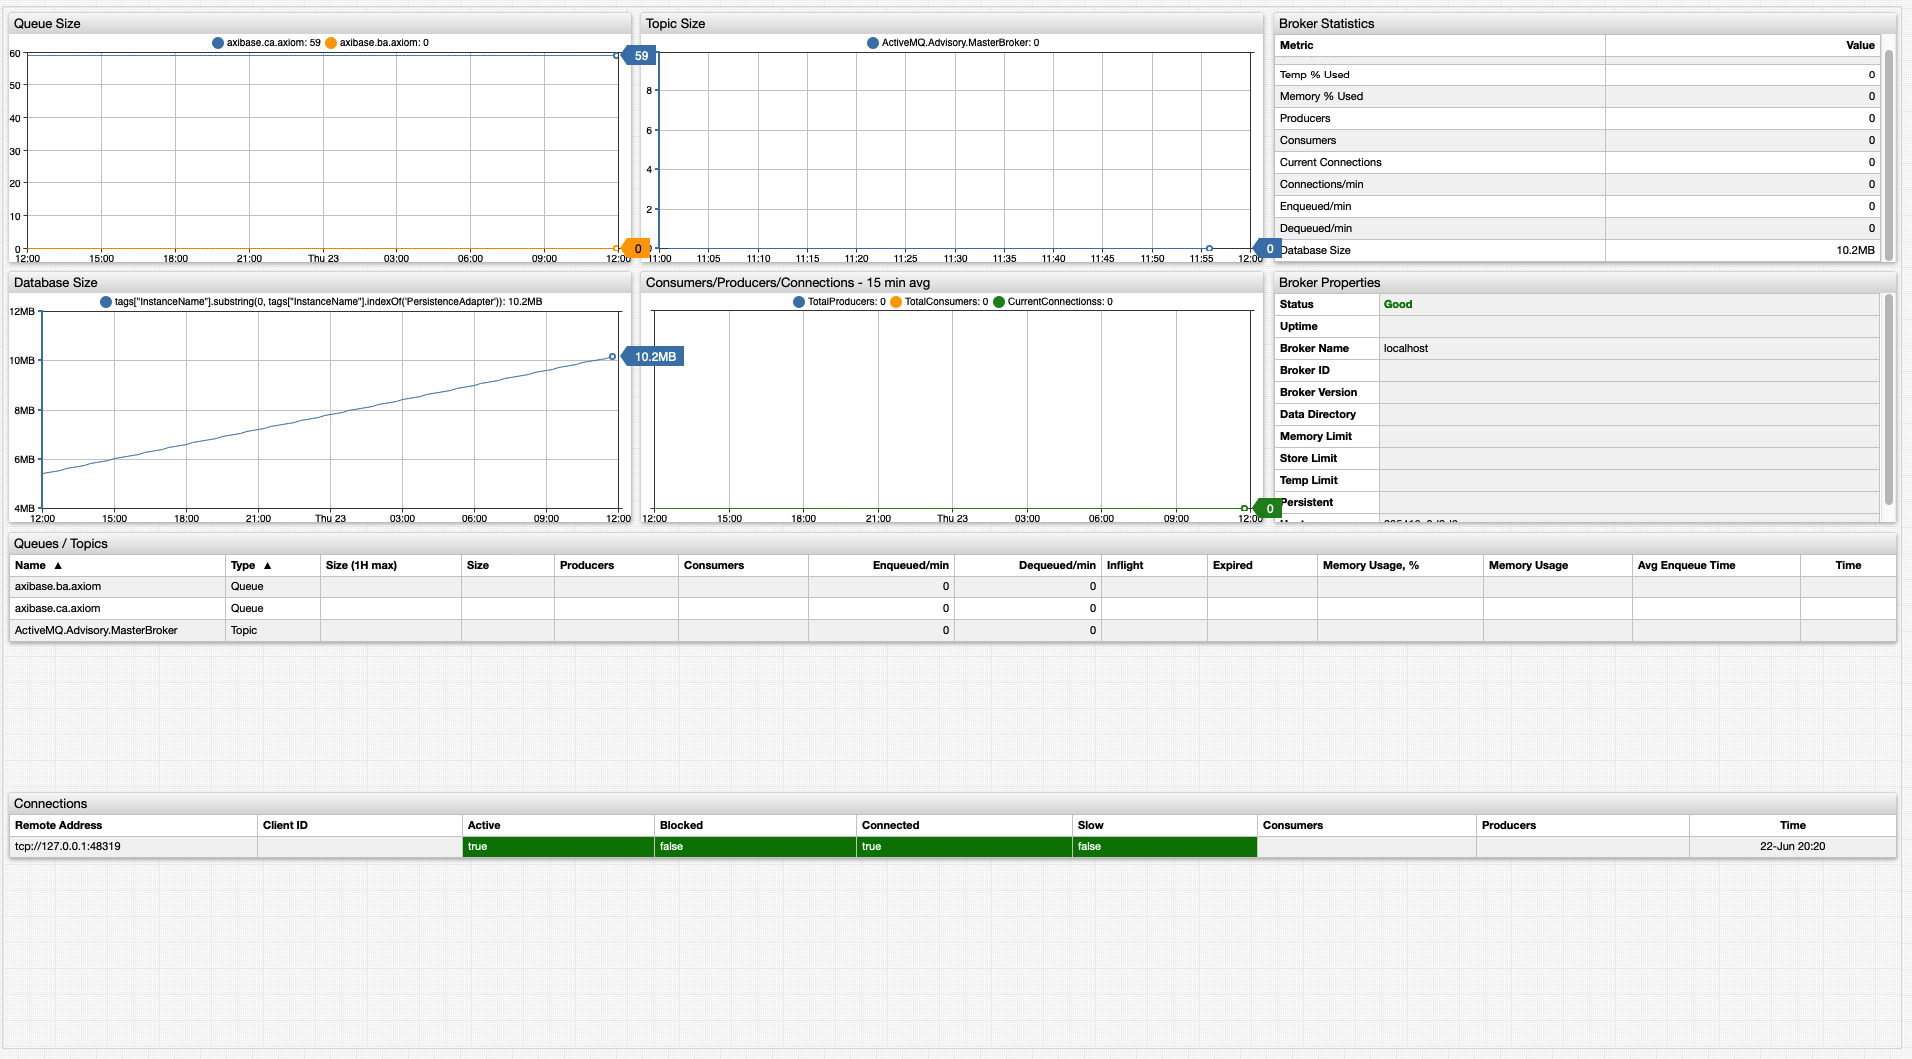 Queue Size
axibase.ca.axiom: 59 axibase.ba.axiom: 0
60
50
40
30
20
10
0
12:00 15:00 18:00 21:00 Thu 23 03:00 06:00 09:00 12:00
59
0
Topic Size
ActiveMQ.Advisory.MasterBroker: 0
8
6
4
2
11:00 11:05 11:10 11:15 11:20 11:25 11:30 11:35 11:40 11:45 11:50 11:55 12:00
0
Broker Statistics
Metric Value
Temp % Used 0
Memory % Used 0
Producers 0
Consumers 0
Current Connections 0
Connections/min 0
Enqueued/min 0
Dequeued/min 0
Database Size 10.2MB
Database Size
tags["InstanceName"].substring(0, tags["InstanceName"].indexOf('PersistenceAdapter')): 10.2MB
12MB
10MB
8MB
6MB
4MB
12:00 15:00 18:00 21:00 Thu 23 03:00 06:00 09:00 12:00
10.2MB
Consumers/Producers/Connections - 15 min avg
TotalProducers: 0 TotalConsumers: 0 CurrentConnectionss: 0
12:00 15:00 18:00 21:00 Thu 23 03:00 06:00 09:00 12:00
0
Broker Properties
Status Good
Uptime
Broker Name localhost
Broker ID
Broker Version
Data Directory
Memory Limit
Store Limit
Temp Limit
Persistent
Queues / Topics
Name ▲ Type ▲ Size (1H max) Size Producers Consumers Enqueued/min Dequeued/min Inflight Expired Memory Usage, % Memory Usage Avg Enqueue Time Time
axibase.ba.axiom Queue 0 0
axibase.ca.axiom Queue 0 0
ActiveMQ.Advisory.MasterBroker Topic 0 0
Connections
Remote Address Client ID Active Blocked Connected Slow Consumers Producers Time
tcp://127.0.0.1:48319 true false true false 22-Jun 20:20